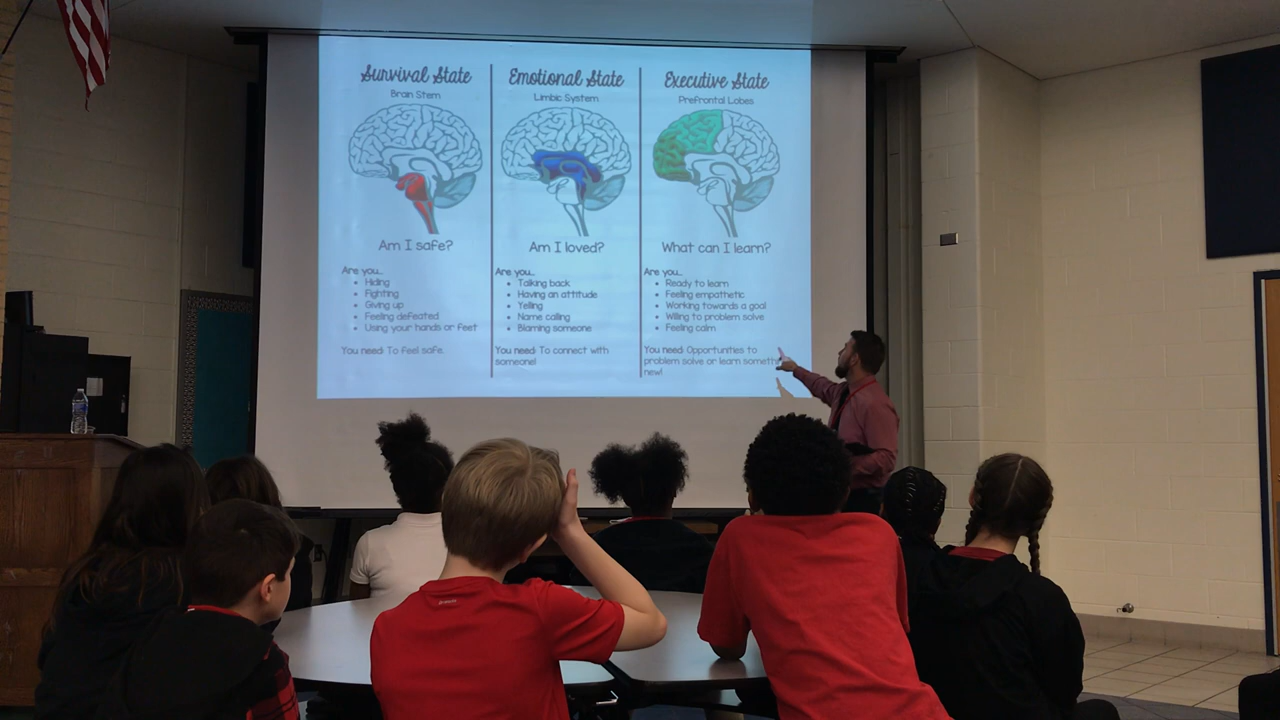 Survival State
Brain Stem
Am I safe?
Are you...
• Hiding
• Fighting
• Giving up
• Feeling defeated
• Using your hands or feet
You need: To feel safe.
Emotional State
Limbic System
Am I loved?
Are you...
• Talking back
• Having an attitude
• Yelling
• Name calling
• Blaming someone
You need: To connect with
someone!
Executive State
Prefrontal Lobes
What can I learn?
Are you...
• Ready to learn
• Feeling empathetic
• Working towards a goal
• Willing to problem solve
• Feeling calm
You need: Opportunities to
problem solve or learn someth
new!